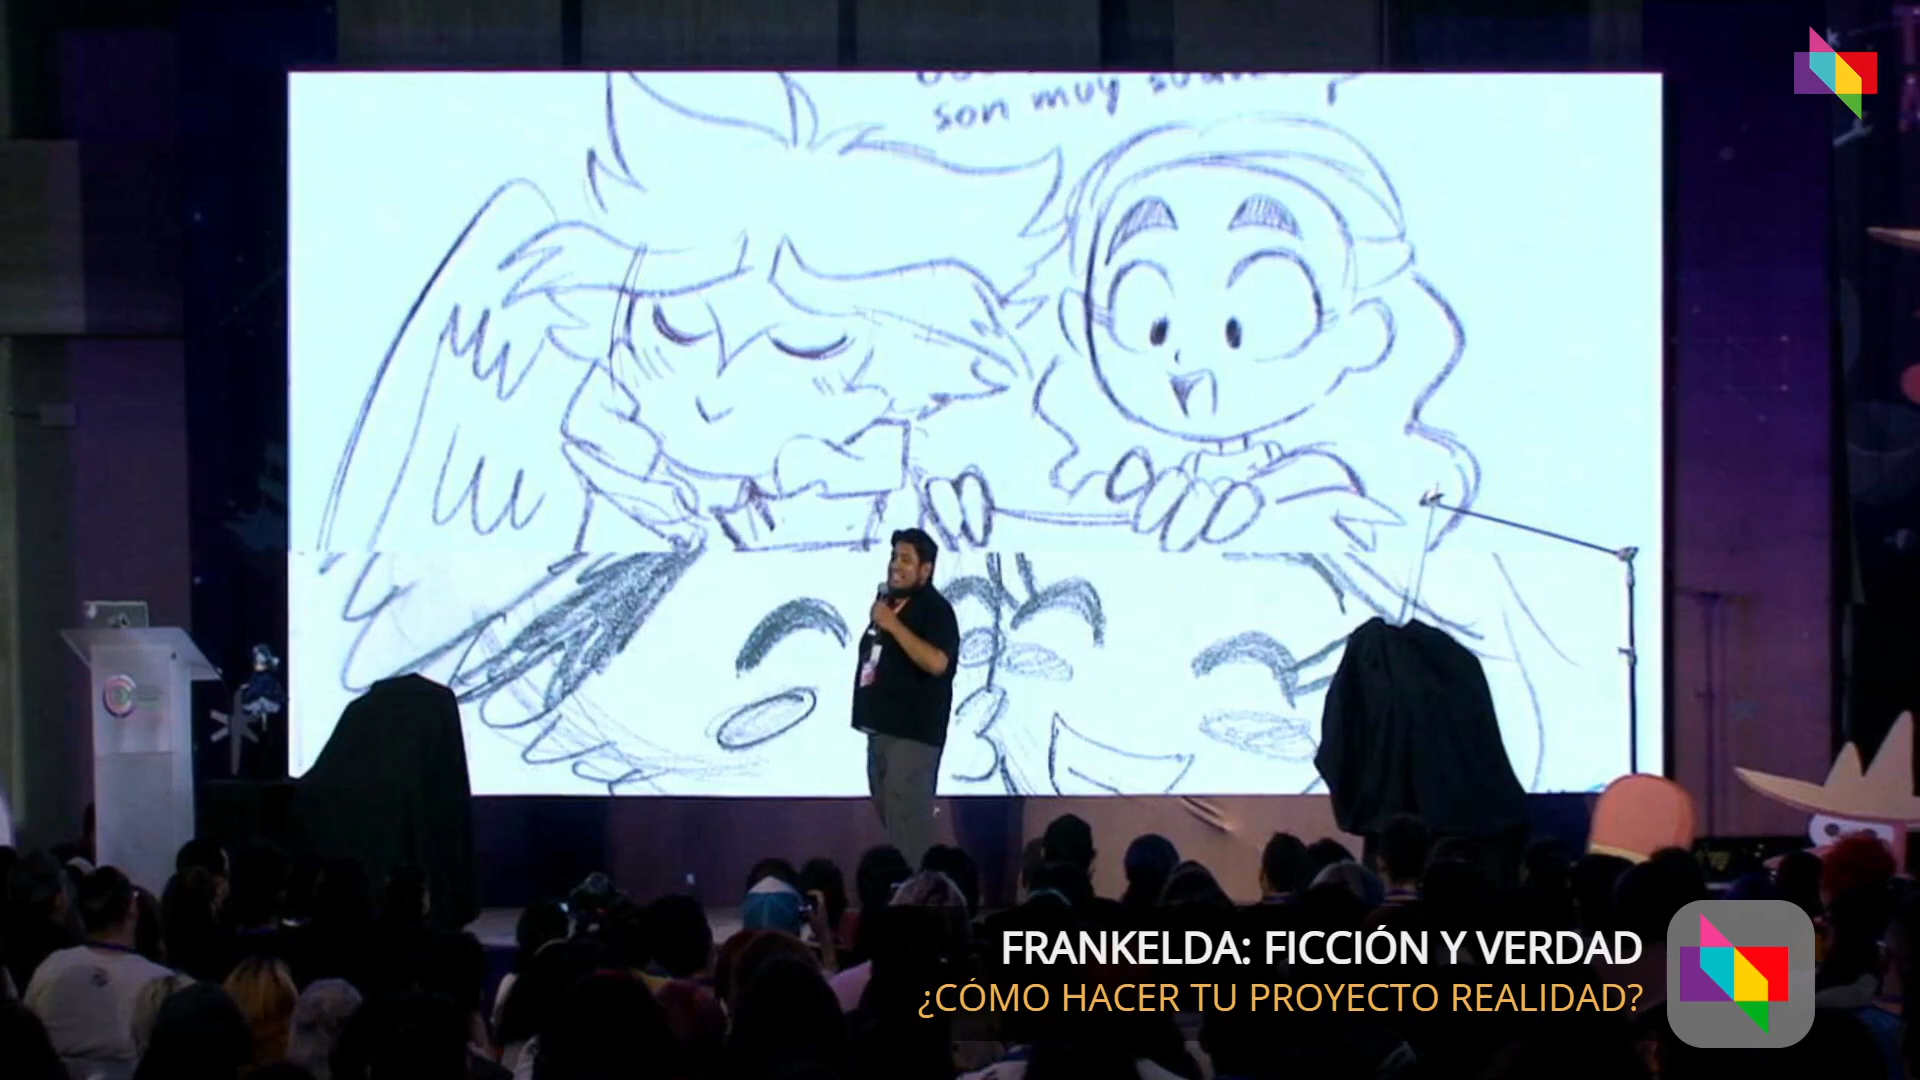 son muy
FRANKELDA: FICCIÓN Y VERDAD
¿CÓMO HACER TU PROYECTO REALIDAD?